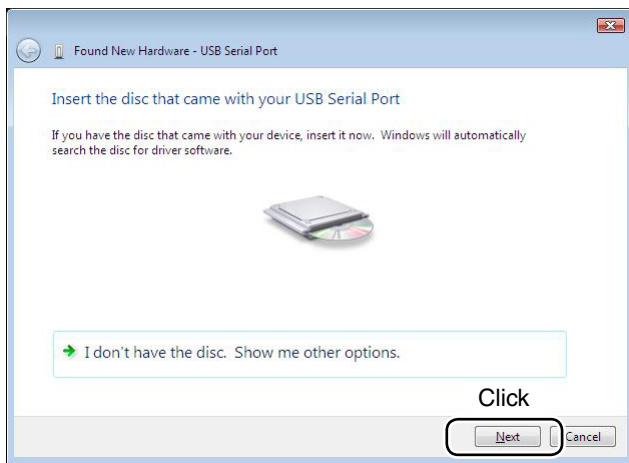 Found New Hardware - USB Serial Port
Insert the disc that came with your USB Serial Port
If you have the disc that came with your device, insert it now.  Windows will automatically
search the disc for driver software.
I don't have the disc.  Show me other options.
Click
Next
Cancel